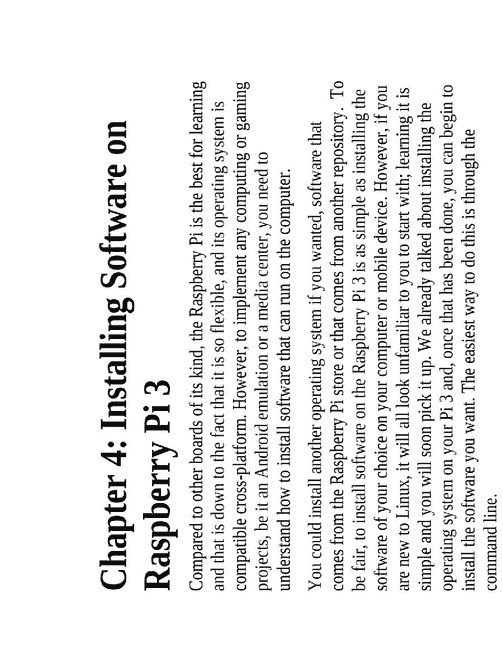 Chapter 4: Installing Software on
Raspberry Pi 3
Compared to other boards of its kind, the Raspberry Pi is the best for learning
and that is down to the fact that it is so flexible, and its operating system is
compatible cross-platform. However, to implement any computing or gaming
projects, be it an Android emulation or a media center, you need to
understand how to install software that can run on the computer.
You could install another operating system if you wanted, software that
comes from the Raspberry Pi store or that comes from another repository. To
be fair, to install software on the Raspberry Pi 3 is as simple as installing the
software of your choice on your computer or mobile device. However, if you
are new to Linux, it will all look unfamiliar to you to start with; learning it is
simple and you will soon pick it up. We already talked about installing the
operating system on your Pi 3 and, once that has been done, you can begin to
install the software you want. The easiest way to do this is through the
command line.